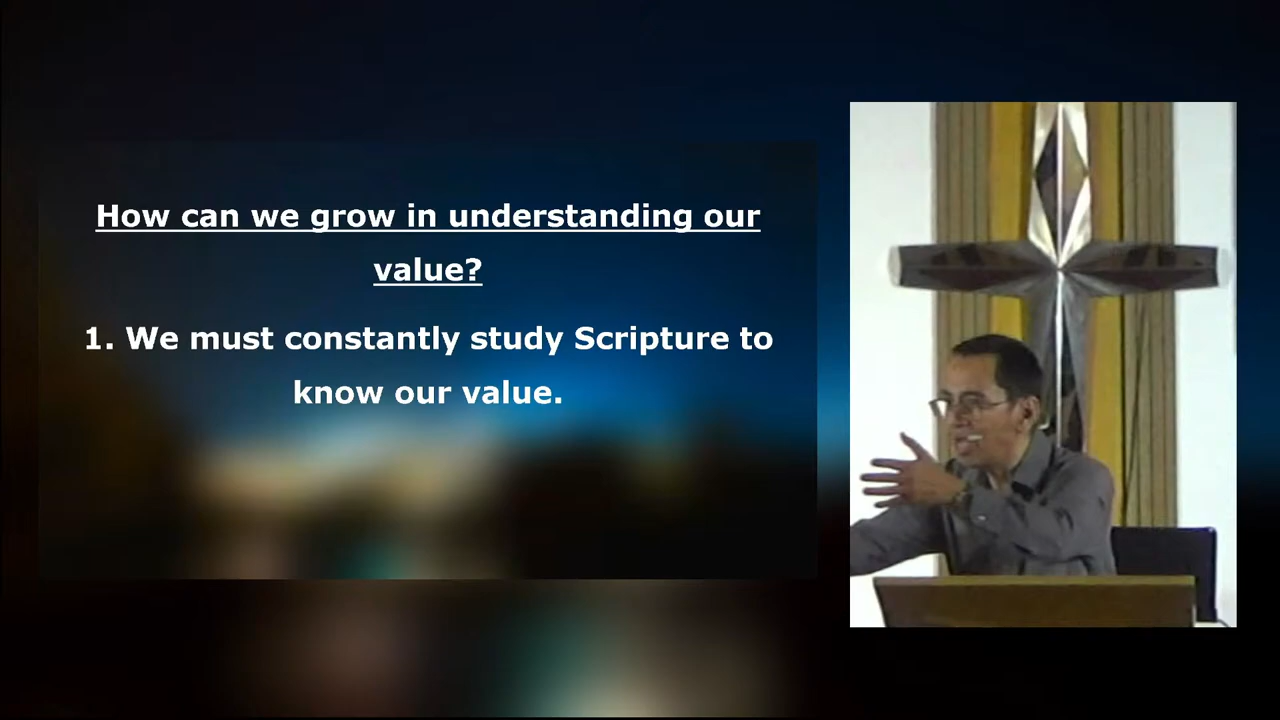 How can we grow in understanding our
value?
1. We must constantly study Scripture to
know our value.